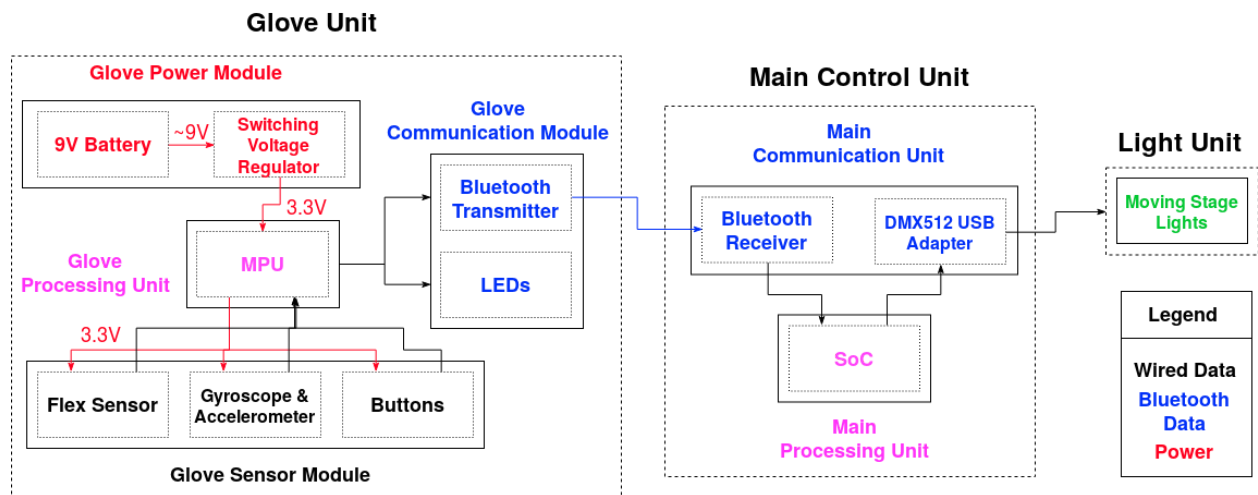 Glove Unit
Glove Power Module
9V Battery
~9V
Switching
Voltage
Regulator
3.3V
Glove
Processing Unit
MPU
3.3V
Flex Sensor
Gyroscope &
Accelerometer
Buttons
Glove Sensor Module
Glove
Communication Module
Bluetooth
Transmitter
LEDs
Main Control Unit
Main
Communication Unit
Bluetooth
Receiver
DMX512 USB
Adapter
SoC
Main
Processing Unit
Light Unit
Moving Stage
Lights
Legend
Wired Data
Bluetooth
Data
Power